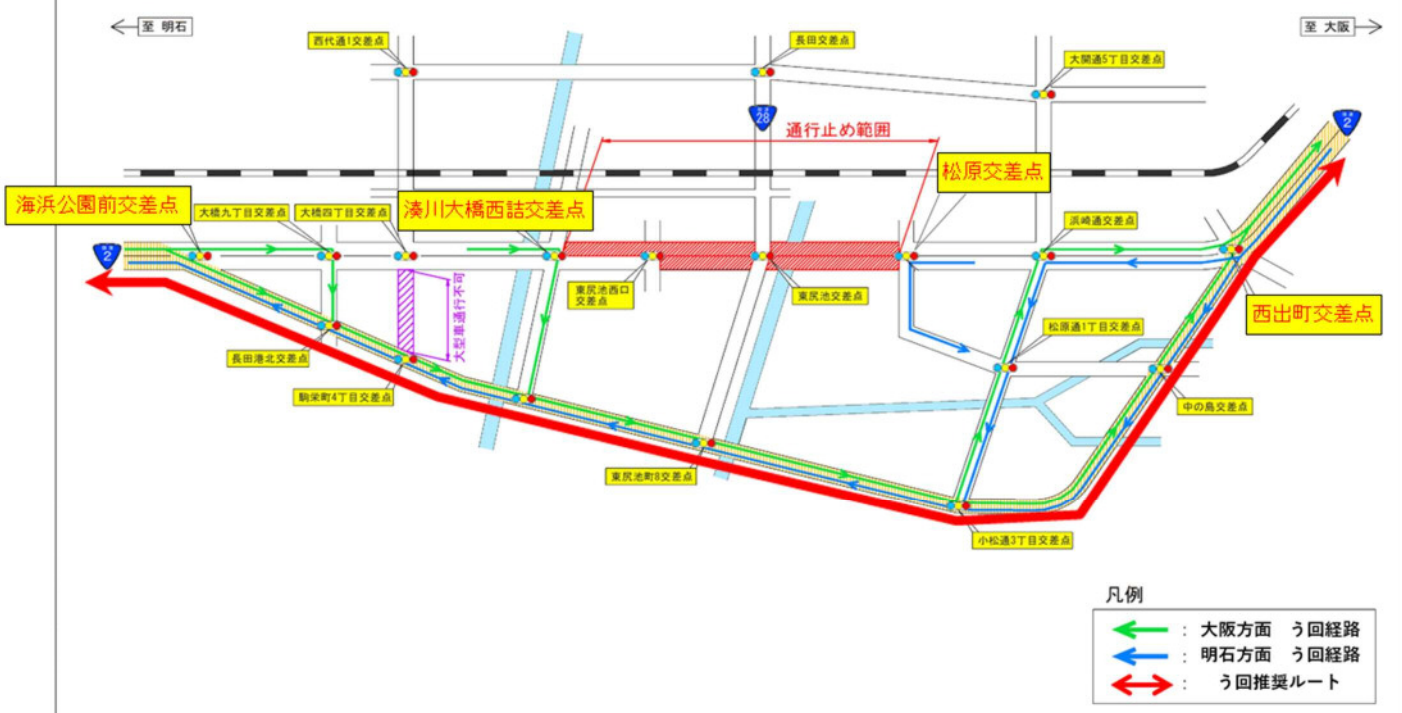 至 明石
至 大阪
西代通1交差点
長田交差点
大開通5丁目交差点
28
通行止め範囲
2
松原交差点
海浜公園前交差点
大橋九丁目交差点
大橋四丁目交差点
湊川大橋西詰交差点
浜崎通交差点
2
東尻池西口
交差点
東尻池交差点
西出町交差点
大型車通行不可
松原通1丁目交差点
長田港北交差点
駒栄町4丁目交差点
中の島交差点
東尻池町8交差点
小松通3丁目交差点
凡例
: 大阪方面 う回経路
: 明石方面 う回経路
: う回推奨ルート